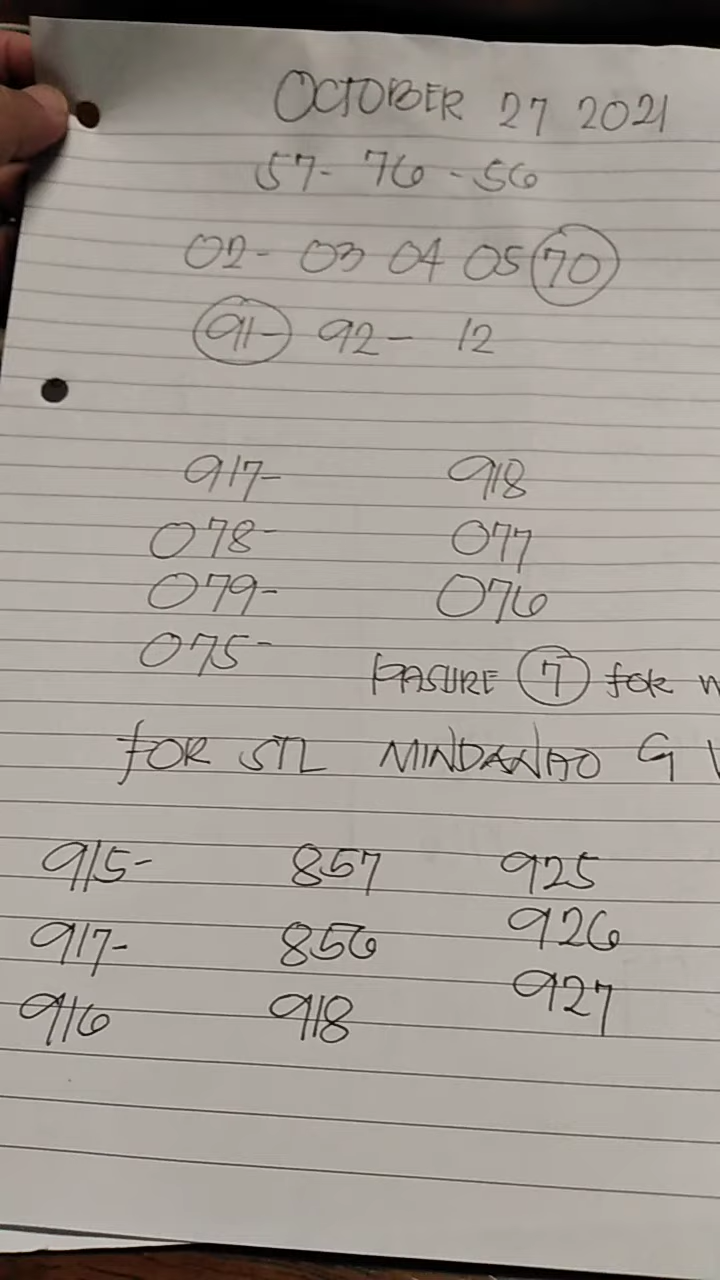 OCTOBER 27 2021
57- 76 - 56
02- 03 04 05 70
91- 92- 12
917- 918
078- 077
079- 076
075-
PASURE 7 for
FOR STL MINDANAO G
915- 857 925
917- 856 926
916 918 927